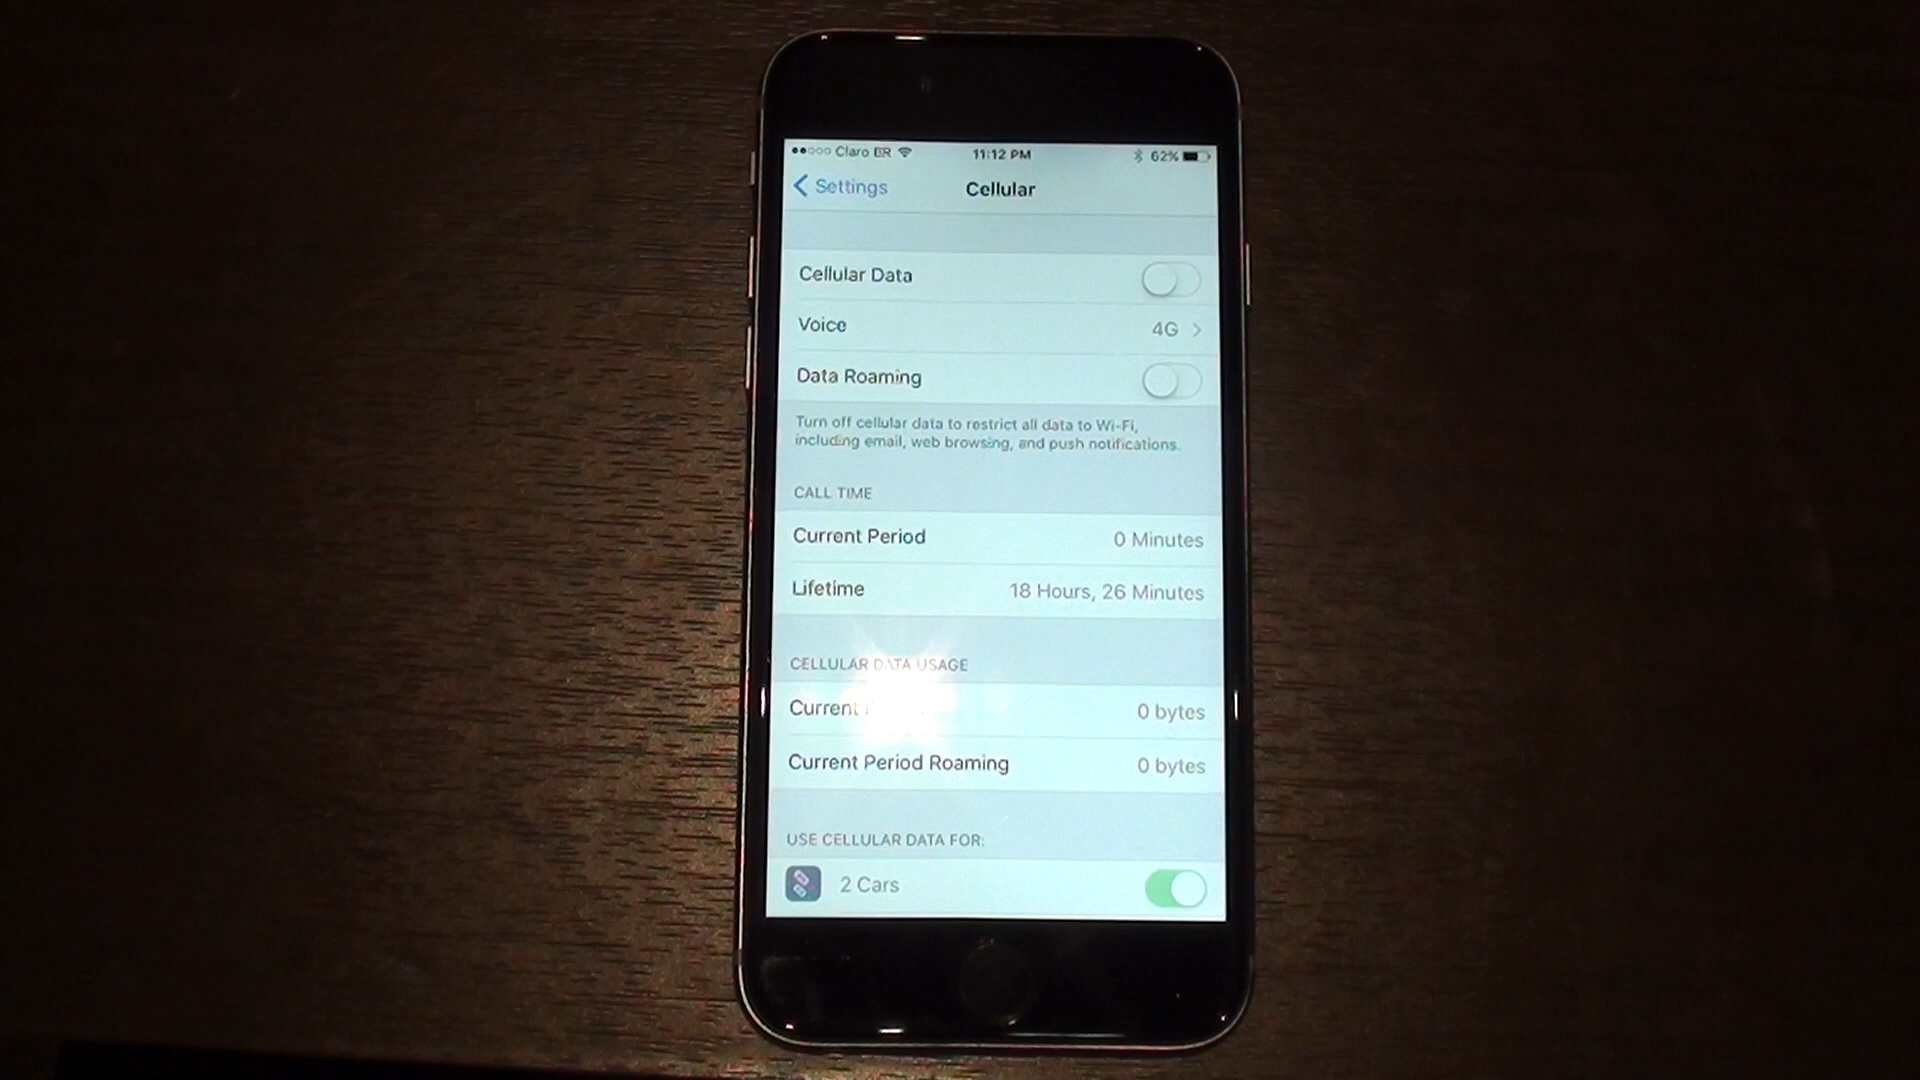 Claro CR 11:12 PM 62%
Settings Cellular
Cellular Data
Voice 4G
Data Roaming
Turn off cellular data to restrict all data to Wi-Fi,
including email, web browsing, and push notifications.
CALL TIME
Current Period 0 Minutes
Lifetime 18 Hours, 26 Minutes
CELLULAR DATA USAGE
Current 0 bytes
Current Period Roaming 0 bytes
USE CELLULAR DATA FOR:
2 Cars